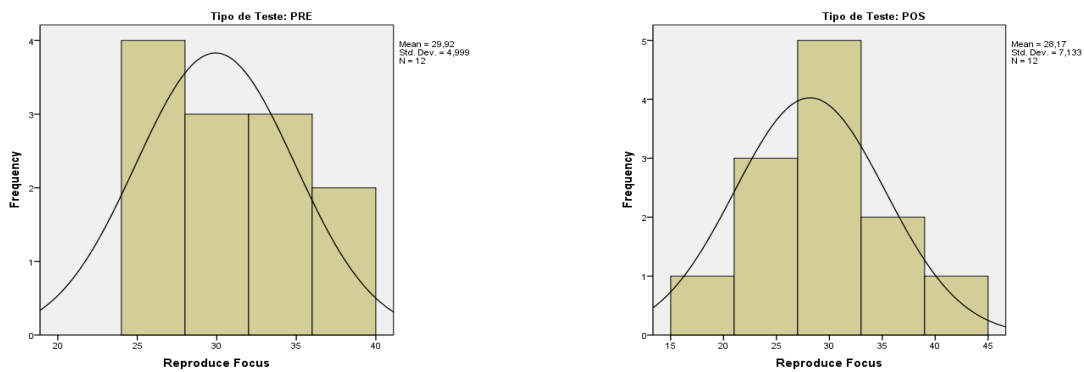 Tipo de Teste: PRE
Mean = 29,92
Std. Dev. = 4,999
N = 12
4
3
2
1
0
Frequency
20
25
30
35
40
Reproduce Focus
Tipo de Teste: POS
Mean = 28,17
Std. Dev. = 7,133
N = 12
5
4
3
2
1
0
Frequency
15
21
25
30
35
40
45
Reproduce Focus